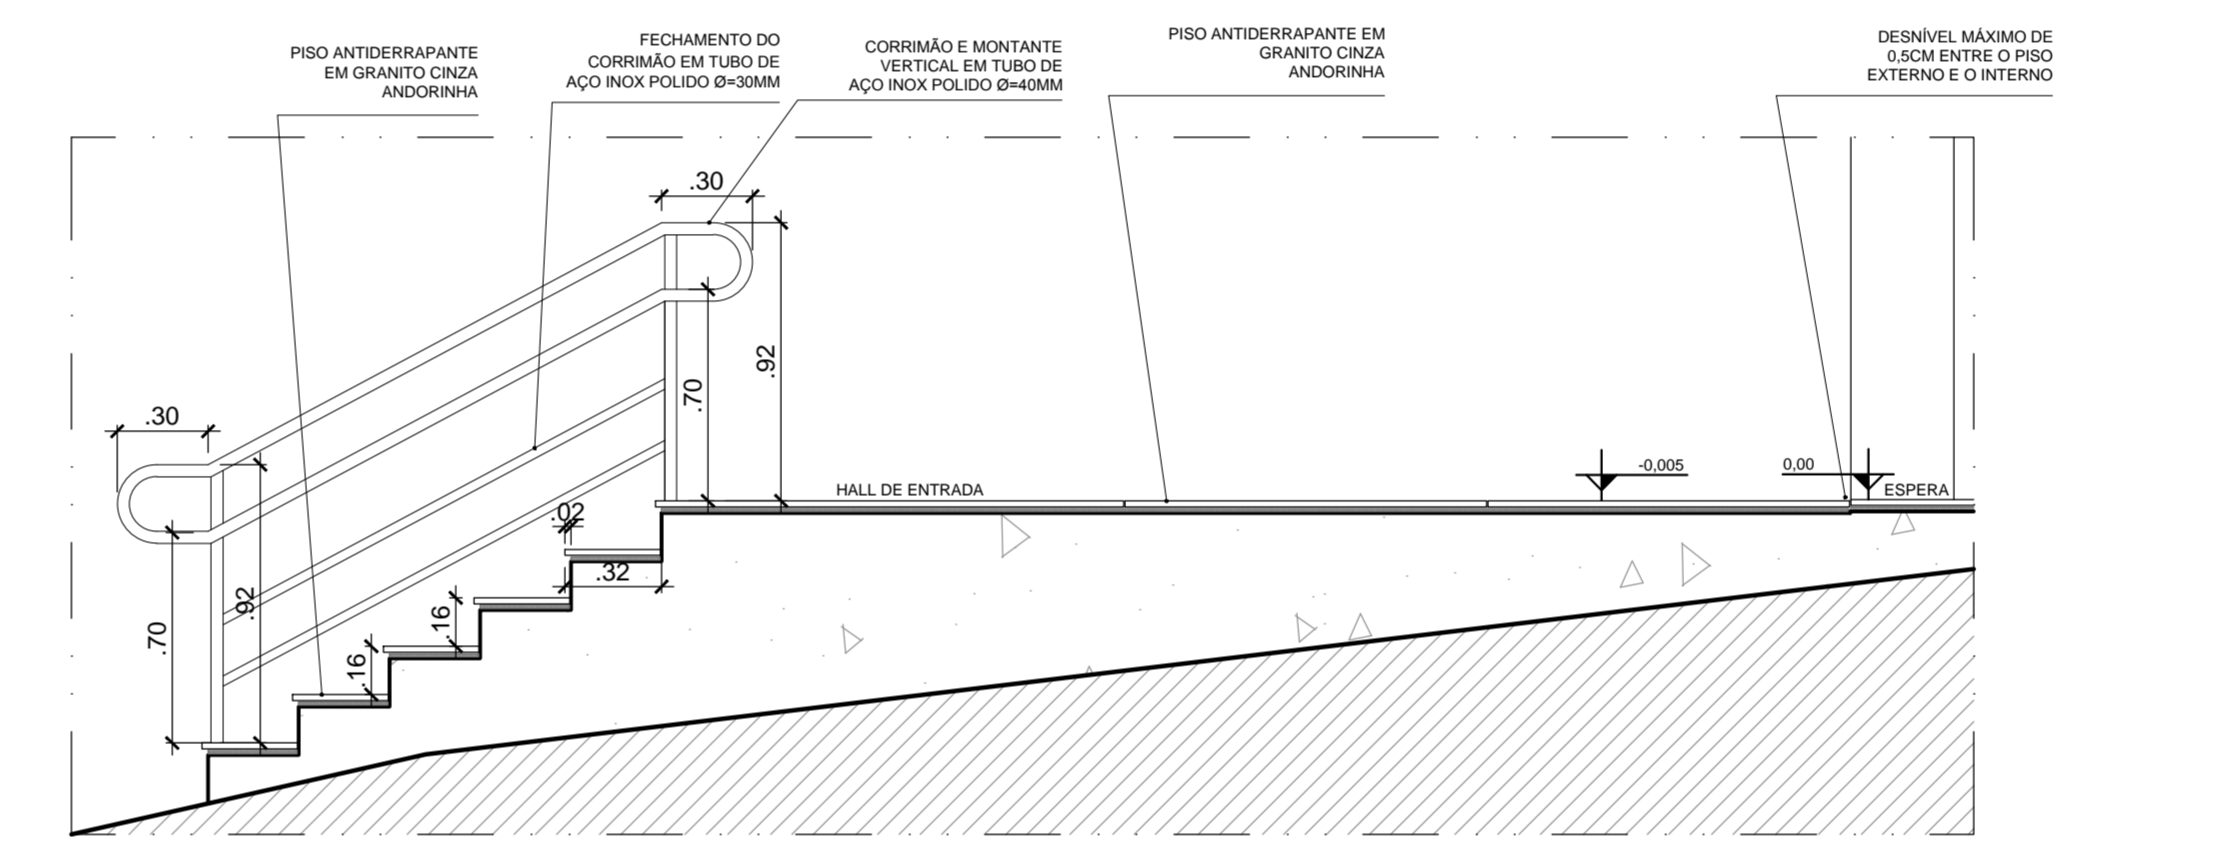 PISO ANTIDERRAPANTE
EM GRANITO CINZA
ANDORINHA
FECHAMENTO DO
CORRIMÃO EM TUBO DE
AÇO INOX POLIDO Ø=30MM
CORRIMÃO E MONTANTE
VERTICAL EM TUBO DE
AÇO INOX POLIDO Ø=40MM
PISO ANTIDERRAPANTE EM
GRANITO CINZA
ANDORINHA
DESNÍVEL MÁXIMO DE
0,5CM ENTRE O PISO
EXTERNO E O INTERNO
.30
.92
.70
.30
-0,005
0,00
HALL DE ENTRADA
ESPERA
.02
.32
.92
.16
.70
.16